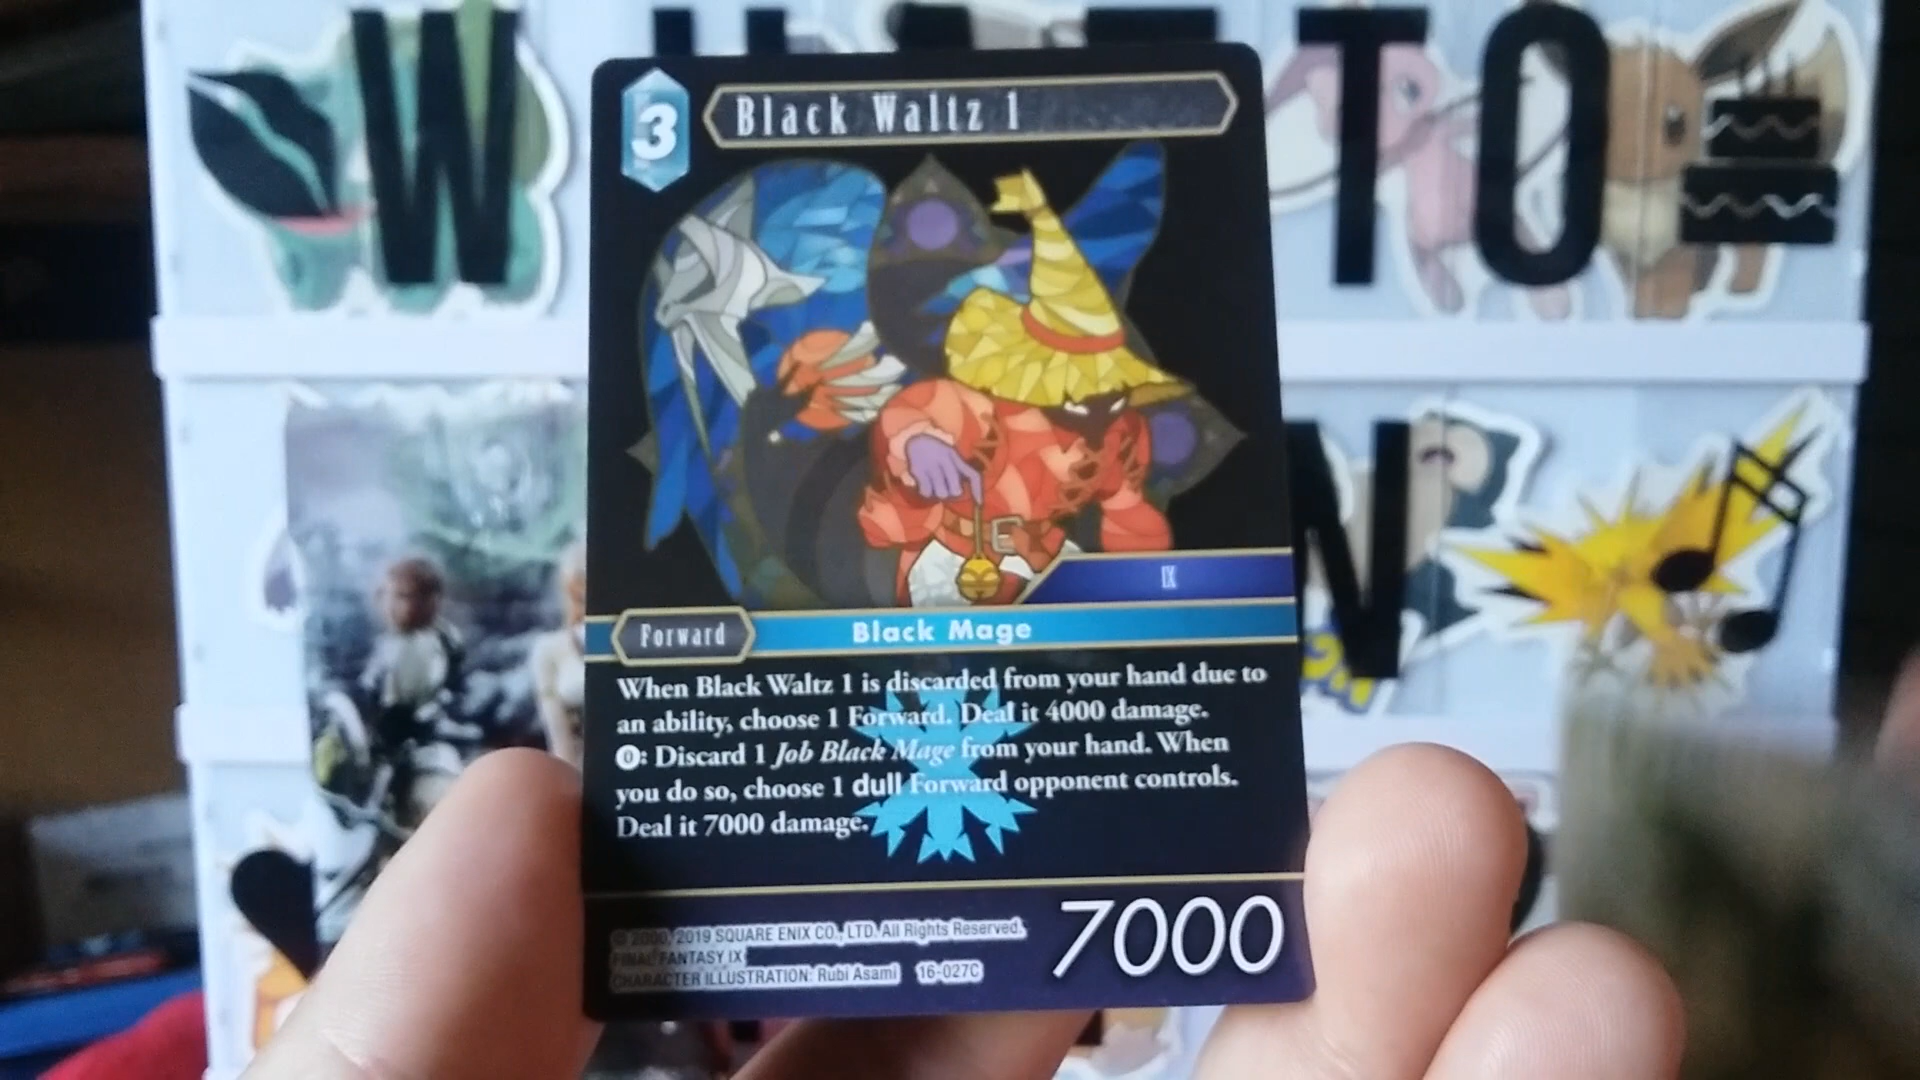 W TO
N
3
Black Waltz 1
IX
Forward
Black Mage
When Black Waltz 1 is discarded from your hand due to
an ability, choose 1 Forward. Deal it 4000 damage.
0: Discard 1 Job Black Mage from your hand. When
you do so, choose 1 dull Forward opponent controls.
Deal it 7000 damage.
7000
© 2000, 2019 SQUARE ENIX CO., LTD. All Rights Reserved.
FINAL FANTASY IX
CHARACTER ILLUSTRATION: Rubi Asami 16-027C